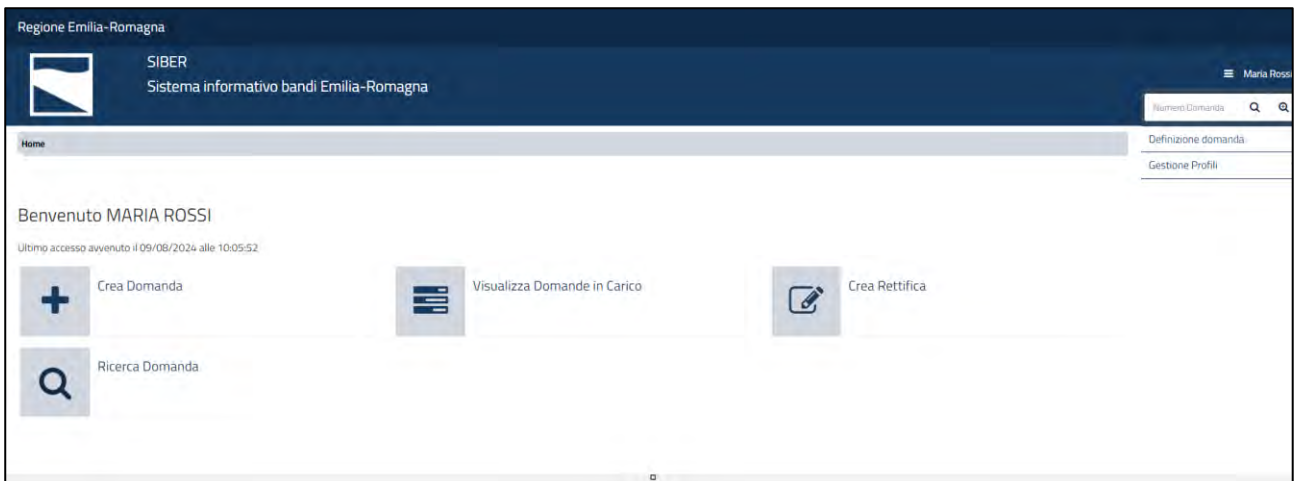 Regione Emilia-Romagna
SIBER
Sistema informativo bandi Emilia-Romagna
Maria Rossi
Numero Domanda
Home
Definizione domanda
Gestione Profili
Benvenuto MARIA ROSSI
Ultimo accesso avvenuto il 09/08/2024 alle 10:05:52
Crea Domanda
Visualizza Domande in Carico
Crea Rettifica
Ricerca Domanda